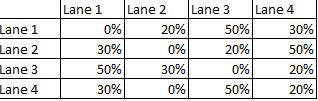 Lane 1 Lane 2 Lane 3 Lane 4
Lane 1 0% 20% 50% 30%
Lane 2 30% 0% 20% 50%
Lane 3 50% 30% 0% 20%
Lane 4 30% 0% 50% 20%